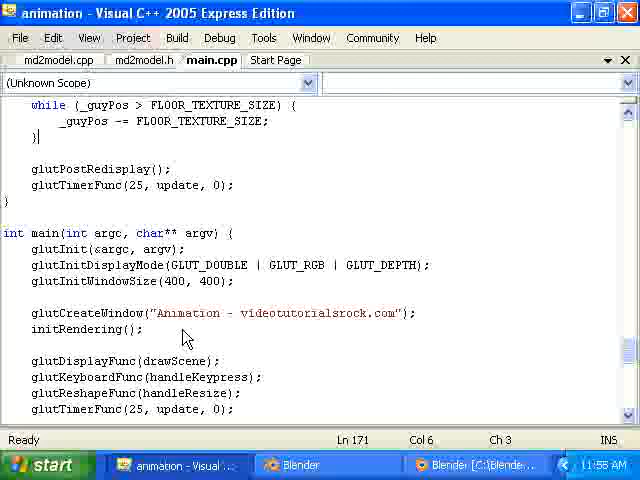 animation - Visual C++ 2005 Express Edition
File Edit View Project Build Debug Tools Window Community Help
md2model.cpp md2model.h main.cpp Start Page
(Unknown Scope)
while (_guyPos > FLOOR_TEXTURE_SIZE) {
_guyPos -= FLOOR_TEXTURE_SIZE;
}
glutPostRedisplay();
glutTimerFunc(25, update, 0);
}
int main(int argc, char** argv) {
glutInit(&argc, argv);
glutInitDisplayMode(GLUT_DOUBLE | GLUT_RGB | GLUT_DEPTH);
glutInitWindowSize(400, 400);
glutCreateWindow("Animation - videotutorialsrock.com");
initRendering();
glutDisplayFunc(drawScene);
glutKeyboardFunc(handleKeypress);
glutReshapeFunc(handleResize);
glutTimerFunc(25, update, 0);
Ready Ln 171 Col 6 Ch 3 INS
start animation - Visual ... Blender Blender [C:\Blende... 11:55 AM